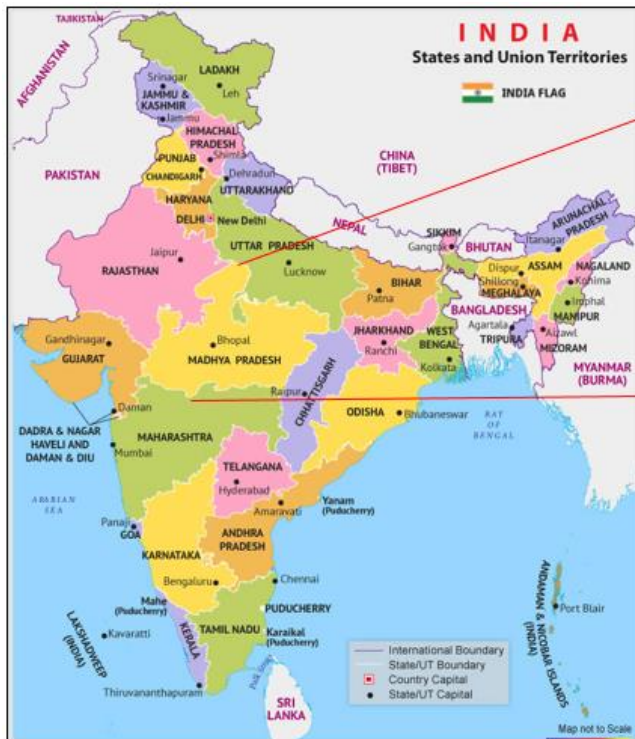 TAJIKISTAN
INDIA
States and Union Territories
INDIA FLAG
AFGHANISTAN
LADAKH
Srinagar
Leh
JAMMU &
KASHMIR
Jammu
HIMACHAL
PRADESH
Shimla
CHINA
(TIBET)
PUNJAB
CHANDIGARH
PAKISTAN
Dehradun
UTTARAKHAND
HARYANA
DELHI
New Delhi
NEPAL
ARUNACHAL
PRADESH
SIKKIM
Gangtok
BHUTAN
Itanagar
Jaipur
RAJASTHAN
UTTAR PRADESH
Lucknow
Dispur
ASSAM
NAGALAND
Shillong
Kohima
MEGHALAYA
BIHAR
Patna
Imphal
MANIPUR
BANGLADESH
Agartala
TRIPURA
Aizawl
MIZORAM
Gandhinagar
GUJARAT
Bhopal
MADHYA PRADESH
JHARKHAND
Ranchi
WEST
BENGAL
Kolkata
MYANMAR
(BURMA)
Raipur
CHHATTISGARH
Daman
ODISHA
Bhubaneswar
DADRA & NAGAR
HAVELI AND
DAMAN & DIU
MAHARASHTRA
Mumbai
BAY
OF
BENGAL
TELANGANA
Hyderabad
ARABIAN
SEA
Amaravati
Yanam
(Puducherry)
Panaji
GOA
ANDHRA
PRADESH
KARNATAKA
Bengaluru
Chennai
Mahe
(Puducherry)
PUDUCHERRY
LAKSHADWEEP
(INDIA)
Kavaratti
KERALA
TAMIL NADU
Karaikal
(Puducherry)
ANDAMAN & NICOBAR ISLANDS
(INDIA)
Port Blair
Thiruvananthapuram
Palk Strait
SRI
LANKA
International Boundary
State/UT Boundary
Country Capital
State/UT Capital
Map not to Scale